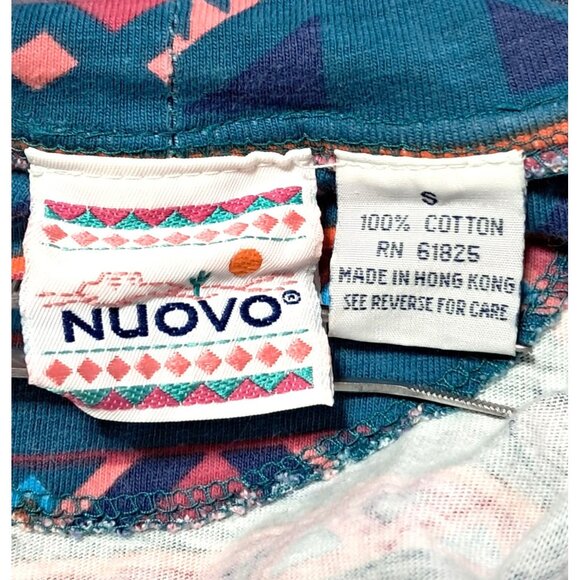 NUOVO®
S
100% COTTON
RN 61825
MADE IN HONG KONG
SEE REVERSE FOR CARE